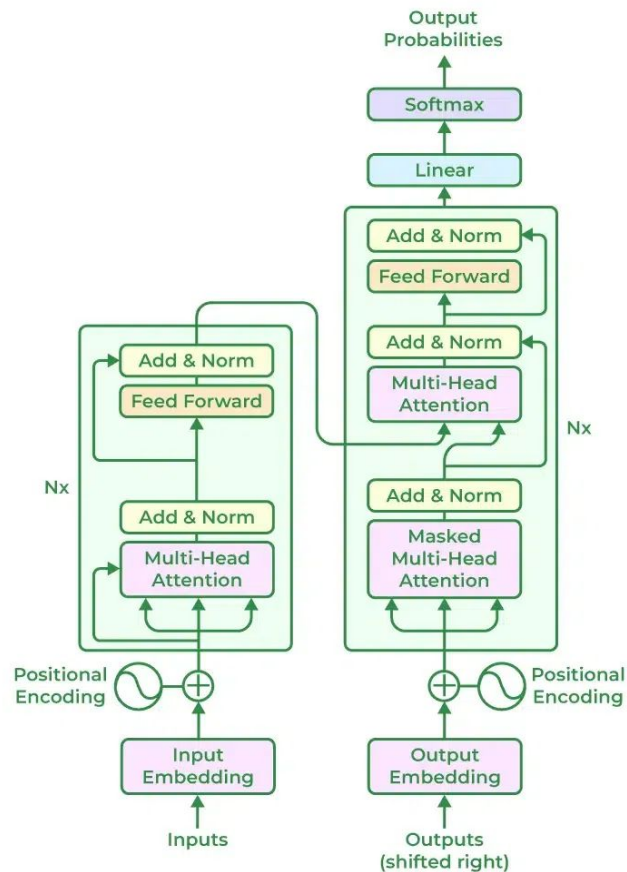 Output
Probabilities
Softmax
Linear
Add & Norm
Feed Forward
Add & Norm
Multi-Head
Attention
Nx
Add & Norm
Masked
Multi-Head
Attention
Add & Norm
Feed Forward
Nx
Add & Norm
Multi-Head
Attention
Positional
Encoding
Positional
Encoding
Input
Embedding
Output
Embedding
Inputs
Outputs
(shifted right)